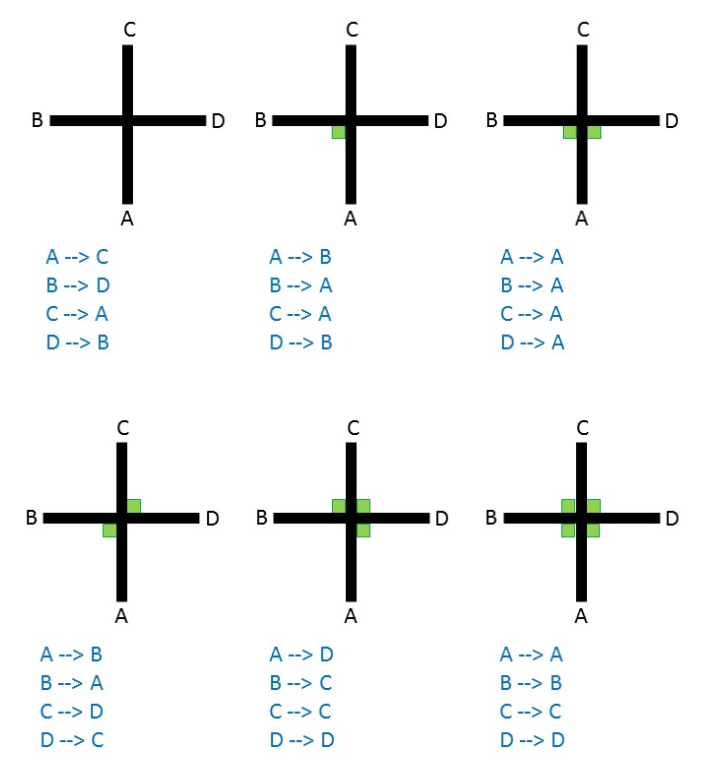 C
B
D
A
A --> C
B --> D
C --> A
D --> B
C
B
D
A
A --> B
B --> A
C --> A
D --> B
C
B
D
A
A --> A
B --> A
C --> A
D --> A
C
B
D
A
A --> B
B --> A
C --> D
D --> C
C
B
D
A
A --> D
B --> C
C --> C
D --> D
C
B
D
A
A --> A
B --> B
C --> C
D --> D